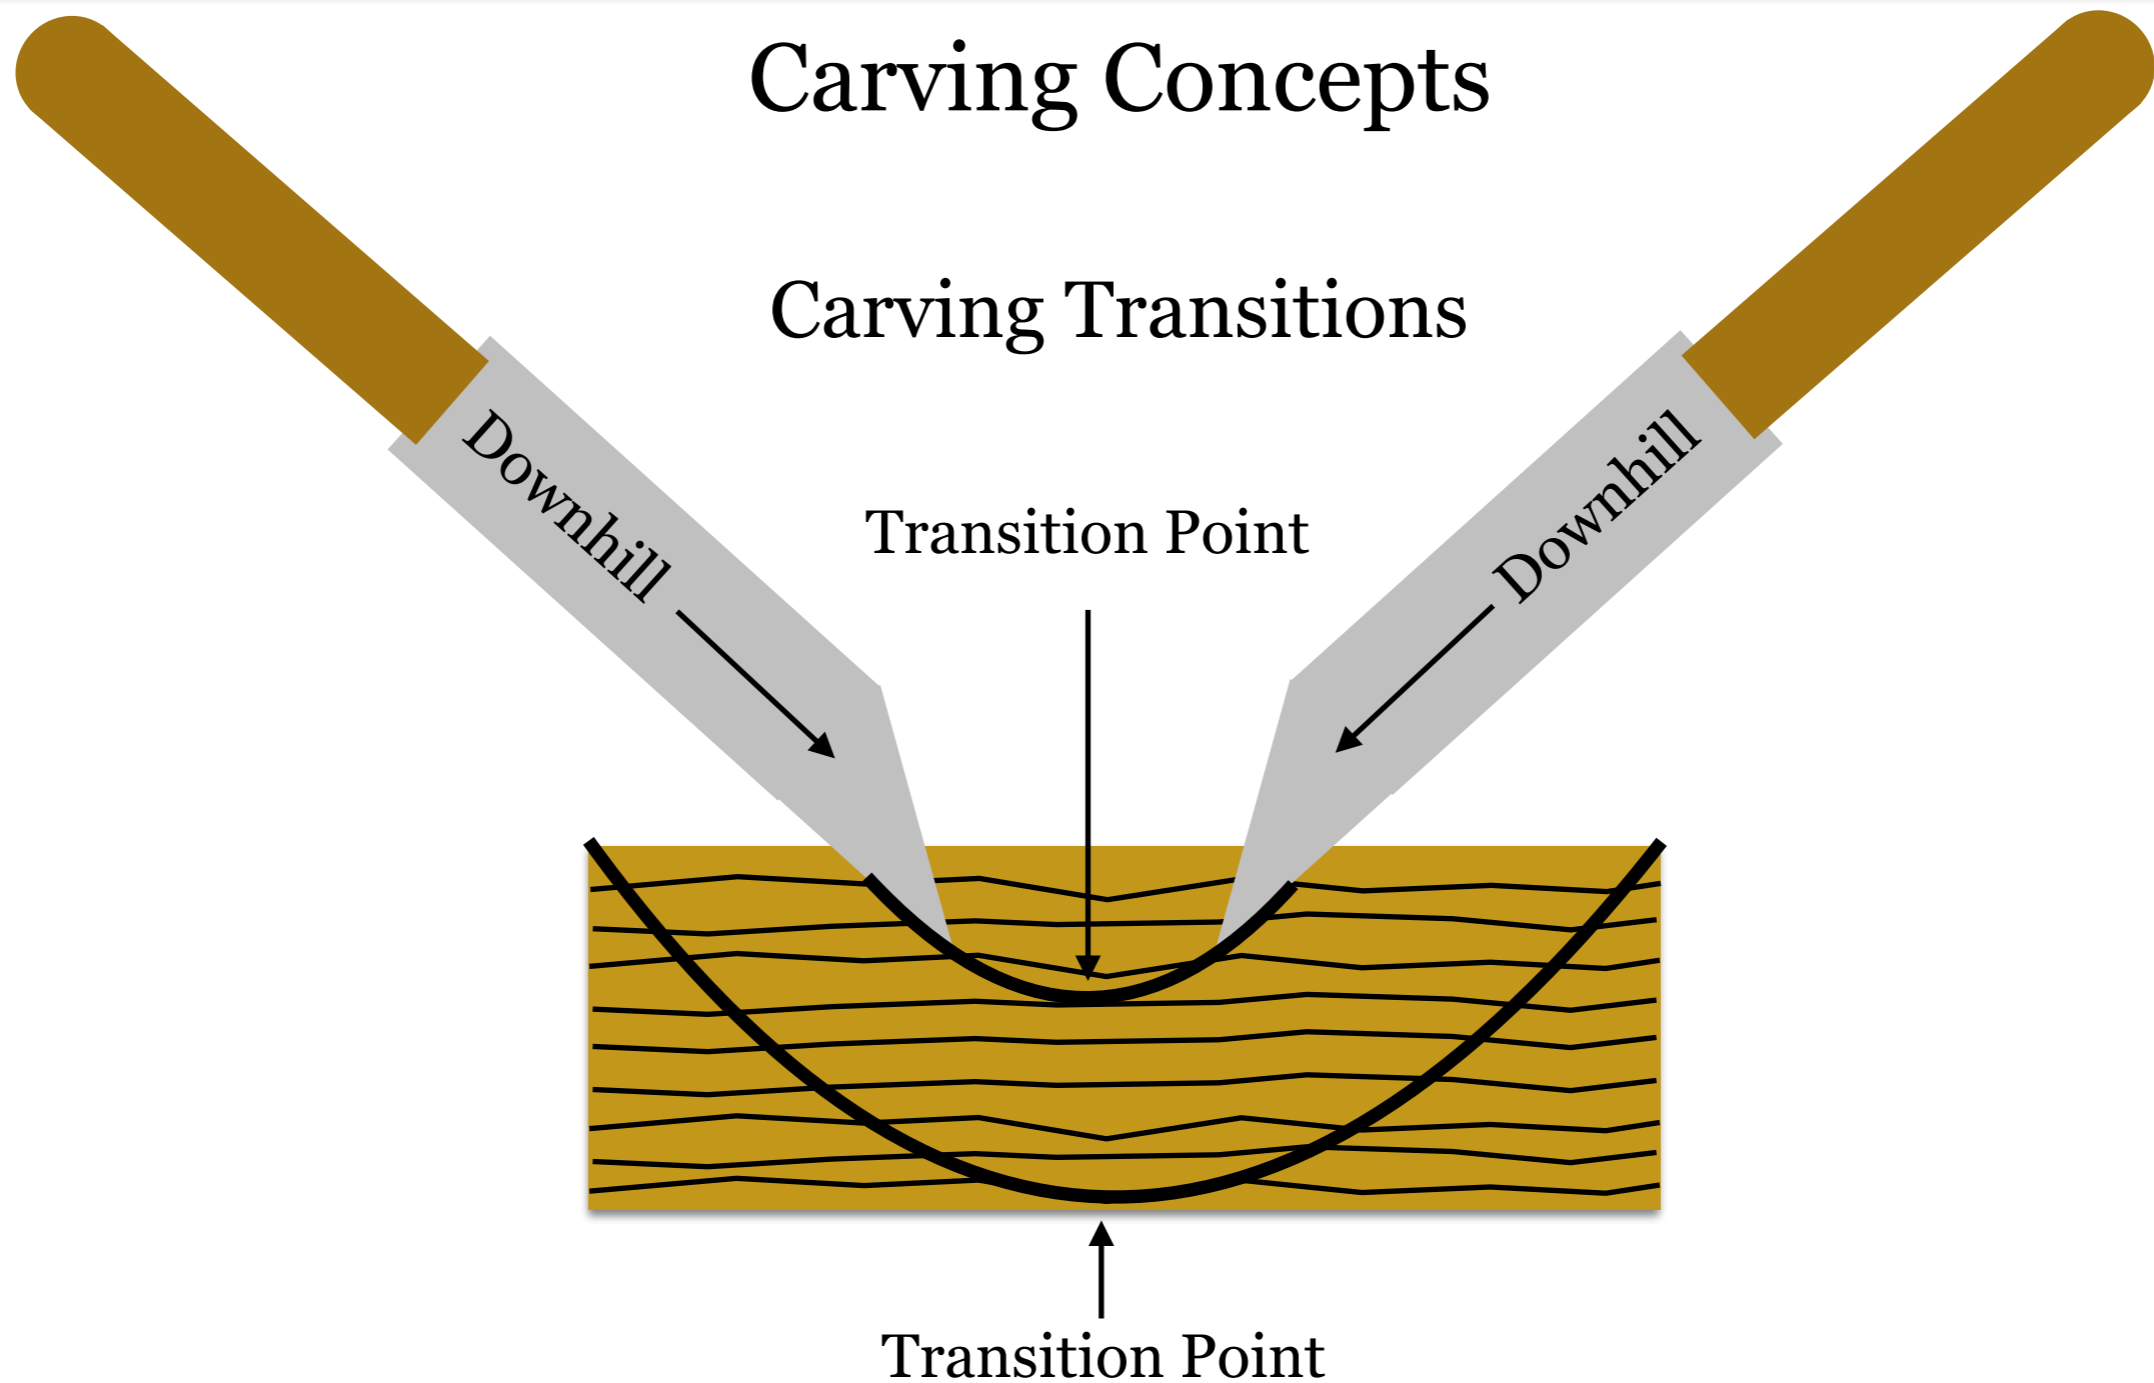 Carving Concepts
Carving Transitions
Downhill
Downhill
Transition Point
Transition Point